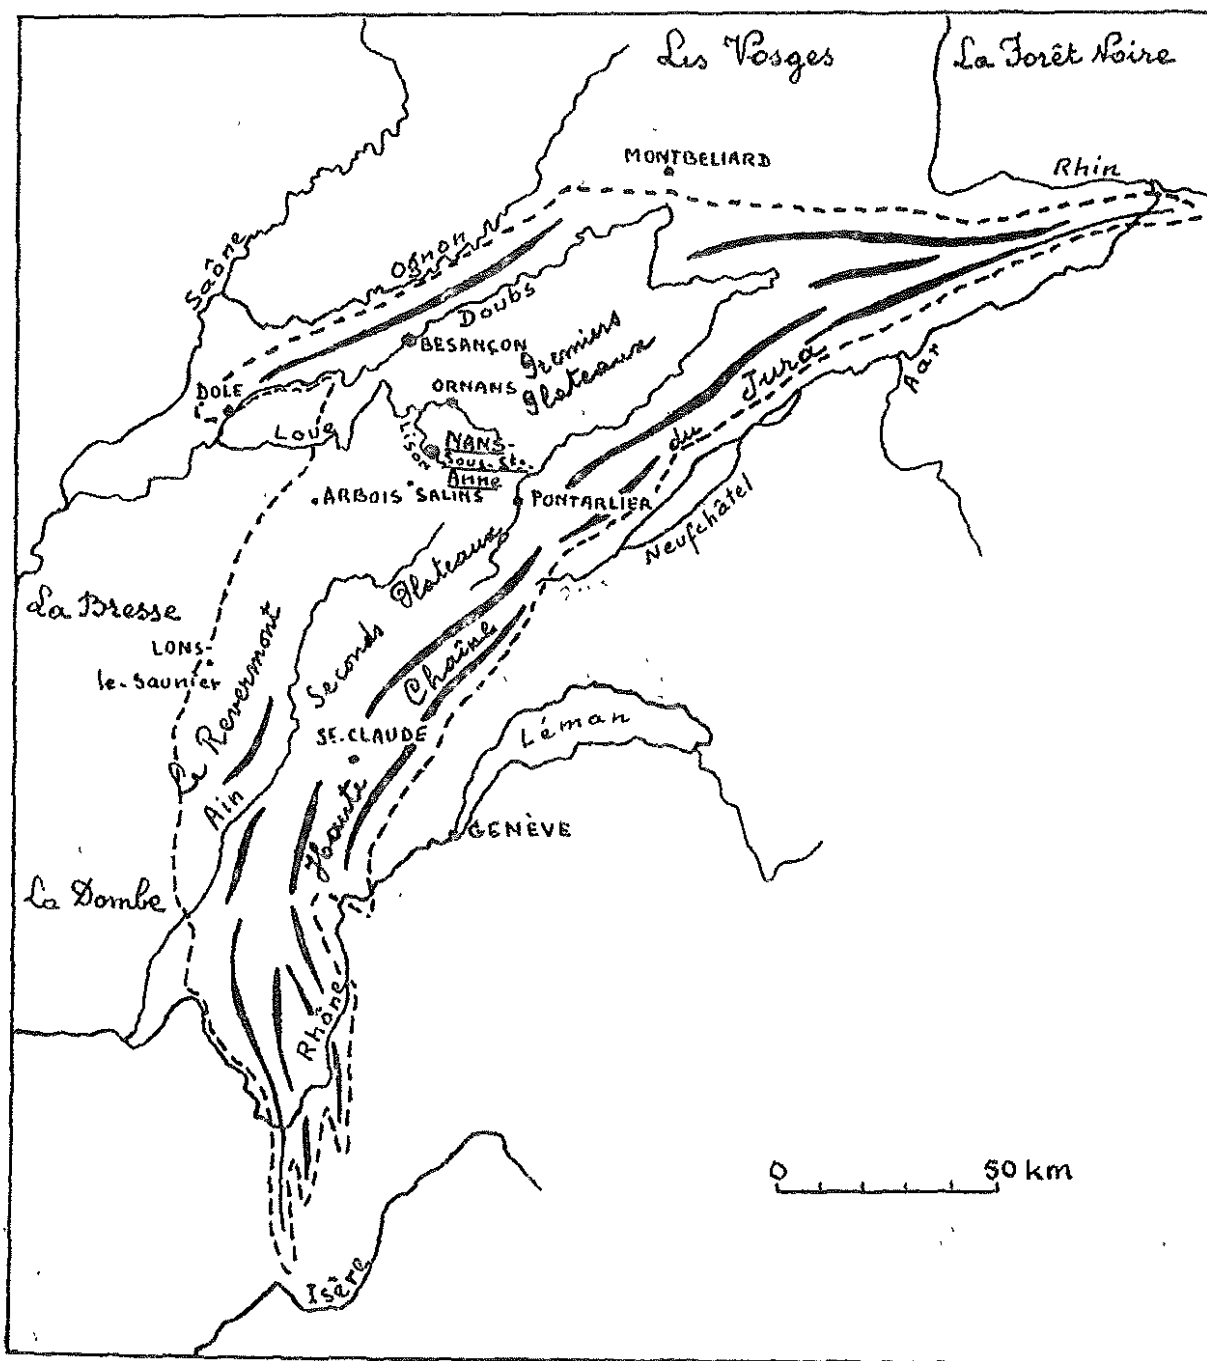 Les Vosges
La Forêt Noire
MONTBELIARD
Rhin
Saône
Ognon
Doubs
BESANÇON
Premiers
Plateaux
DOLE
ORNANS
Jura
Aar
Loue
Lison
NANS-
Sous-St.-
Anne
du
ARBOIS
SALINS
PONTARLIER
Neufchâtel
La Bresse
Seconds Plateaux
LONS-
le-Saunier
Le Revermont
Chaîne
SE.CLAUDE
Léman
Ain
Haute
GENÈVE
La Dombe
Rhône
0 50 km
Isère